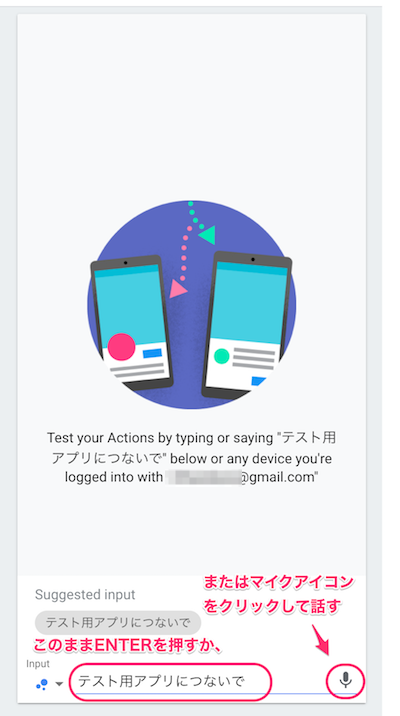 Test your Actions by typing or saying "テスト用
アプリにつないで" below or any device you're
logged into with @gmail.com"
Suggested input
またはマイクアイコン
をクリックして話す
テスト用アプリにつないで
このままENTERを押すか、
Input
テスト用アプリにつないで